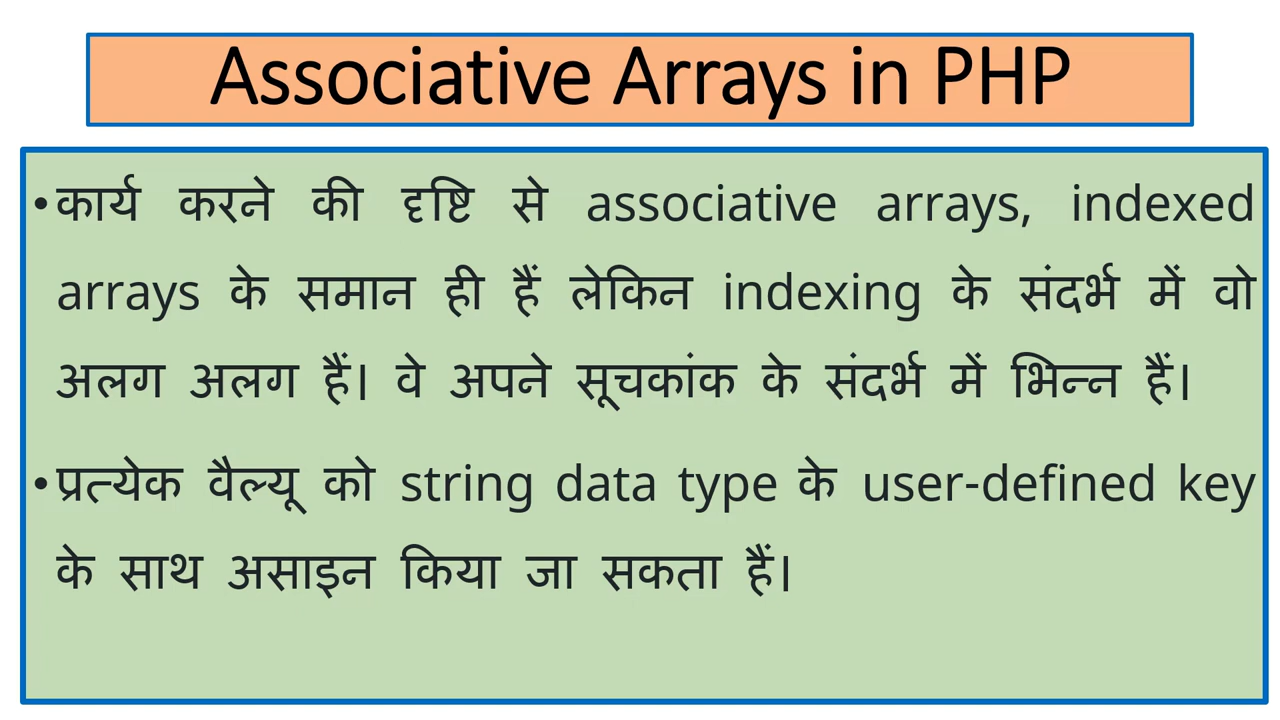 Associative Arrays in PHP
•कार्य करने की दृष्टि से associative arrays, indexed
arrays के समान ही हैं लेकिन indexing के संदर्भ में वो
अलग अलग हैं। वे अपने सूचकांक के संदर्भ में भिन्न हैं।
•प्रत्येक वैल्यू को string data type के user-defined key
के साथ असाइन किया जा सकता हैं।